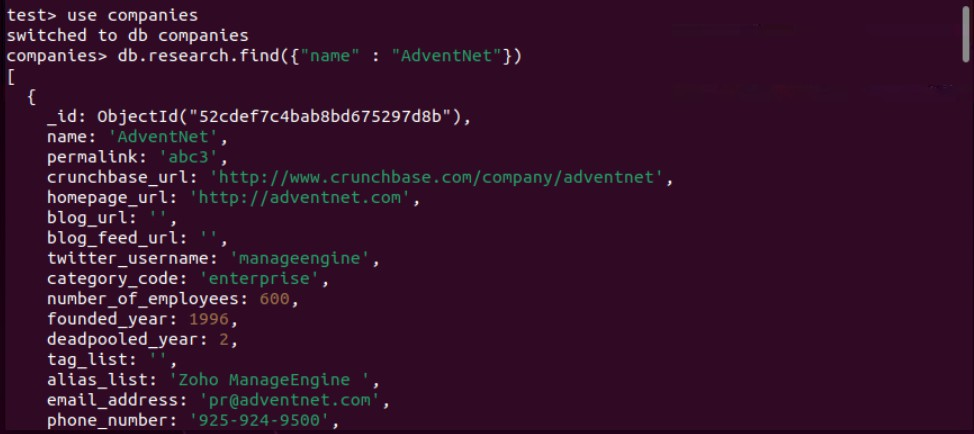 test> use companies
switched to db companies
companies> db.research.find({"name" : "AdventNet"})
[
  {
    _id: ObjectId("52cdef7c4bab8bd675297d8b"),
    name: 'AdventNet',
    permalink: 'abc3',
    crunchbase_url: 'http://www.crunchbase.com/company/adventnet',
    homepage_url: 'http://adventnet.com',
    blog_url: '',
    blog_feed_url: '',
    twitter_username: 'manageengine',
    category_code: 'enterprise',
    number_of_employees: 600,
    founded_year: 1996,
    deadpooled_year: 2,
    tag_list: '',
    alias_list: 'Zoho ManageEngine ',
    email_address: 'pr@adventnet.com',
    phone_number: '925-924-9500',